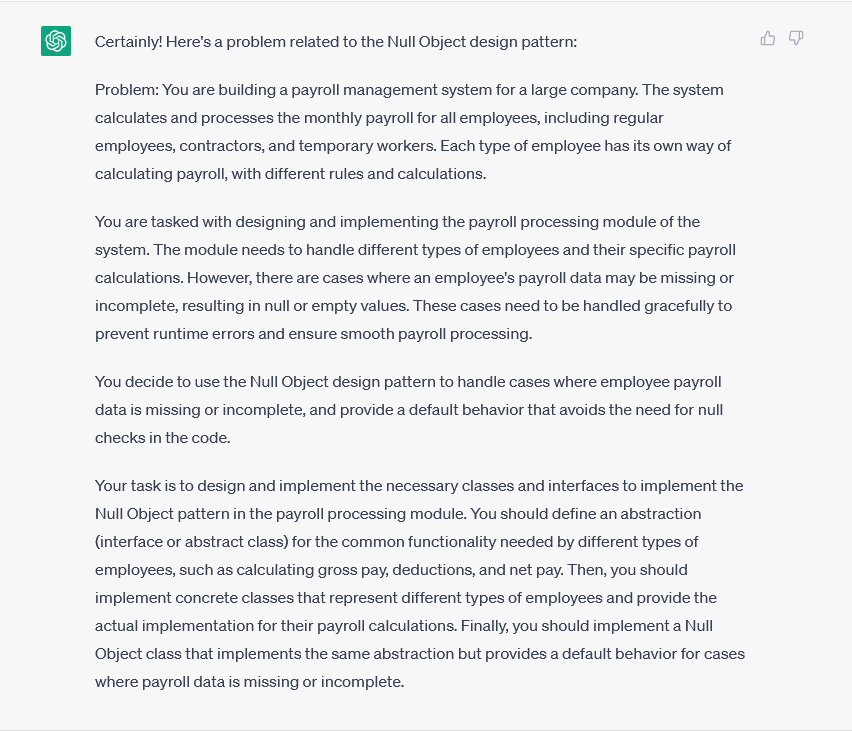 Certainly! Here's a problem related to the Null Object design pattern:
Problem: You are building a payroll management system for a large company. The system
calculates and processes the monthly payroll for all employees, including regular
employees, contractors, and temporary workers. Each type of employee has its own way of
calculating payroll, with different rules and calculations.
You are tasked with designing and implementing the payroll processing module of the
system. The module needs to handle different types of employees and their specific payroll
calculations. However, there are cases where an employee's payroll data may be missing or
incomplete, resulting in null or empty values. These cases need to be handled gracefully to
prevent runtime errors and ensure smooth payroll processing.
You decide to use the Null Object design pattern to handle cases where employee payroll
data is missing or incomplete, and provide a default behavior that avoids the need for null
checks in the code.
Your task is to design and implement the necessary classes and interfaces to implement the
Null Object pattern in the payroll processing module. You should define an abstraction
(interface or abstract class) for the common functionality needed by different types of
employees, such as calculating gross pay, deductions, and net pay. Then, you should
implement concrete classes that represent different types of employees and provide the
actual implementation for their payroll calculations. Finally, you should implement a Null
Object class that implements the same abstraction but provides a default behavior for cases
where payroll data is missing or incomplete.